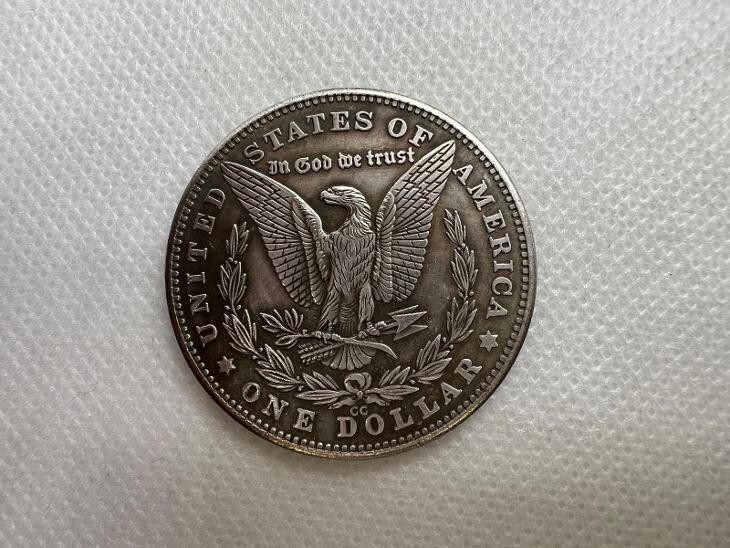 UNITED STATES OF AMERICA
In God we trust
CC
ONE DOLLAR